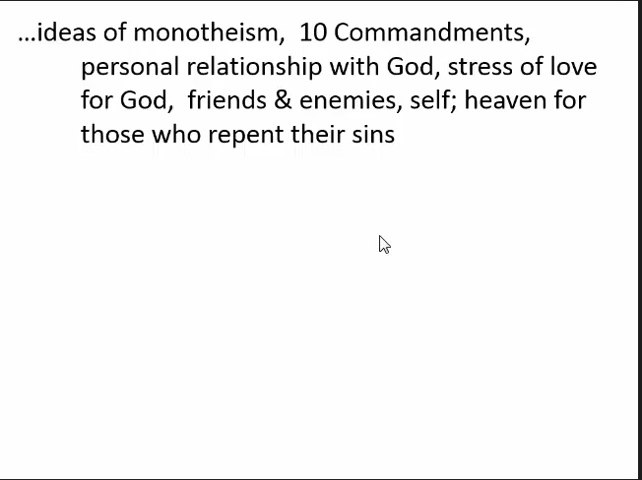 ...ideas of monotheism, 10 Commandments,
personal relationship with God, stress of love
for God, friends & enemies, self; heaven for
those who repent their sins